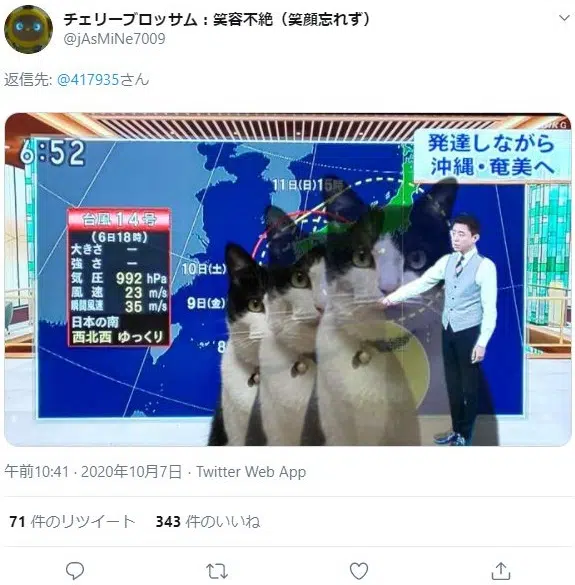 チェリーブロッサム：笑容不絶（笑顔忘れず）
@jAsMiNe7009
返信先: @417935さん
6:52
発達しながら
沖縄・奄美へ
11日(日)15時
台風14号
(6日18時)
大きさ ー
強さ ー
気圧 992 hPa
風速 23 m/s
瞬間風速 35 m/s
日本の南
西北西 ゆっくり
10日(土)
9日(金)
8
午前10:41 · 2020年10月7日 · Twitter Web App
71 件のリツイート 343 件のいいね